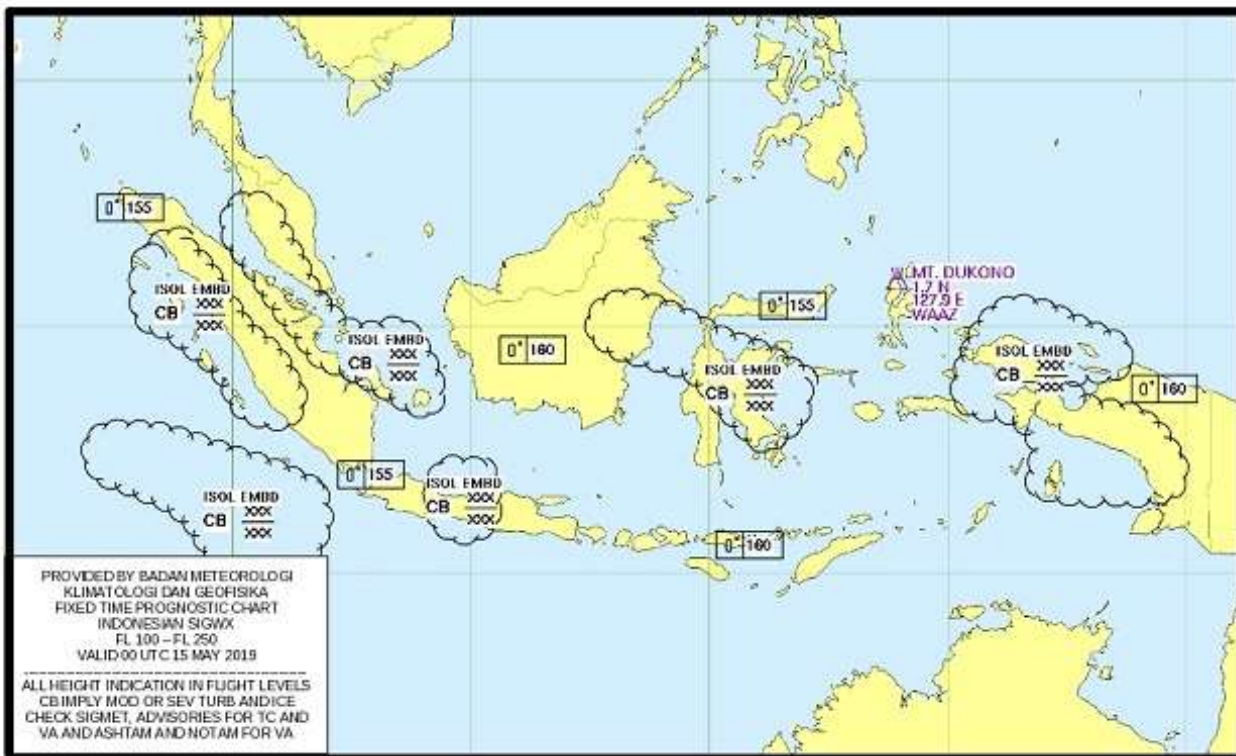 0° 155
ISOL EMBD
CB XXX
XXX
ISOL EMBD
CB XXX
XXX
0° 160
0° 155
MT. DUKONO
1.7 N
127.9 E
WAAZ
ISOL EMBD
CB XXX
XXX
ISOL EMBD
CB XXX
XXX
0° 160
0° 155
ISOL EMBD
CB XXX
XXX
ISOL EMBD
CB XXX
XXX
0° 160
PROVIDED BY BADAN METEOROLOGI
KLIMATOLOGI DAN GEOFISIKA
FIXED TIME PROGNOSTIC CHART
INDONESIAN SIGWX
FL 100 – FL 250
VALID 00 UTC 15 MAY 2019
ALL HEIGHT INDICATION IN FLIGHT LEVELS
CB IMPLY MOD OR SEV TURB AND ICE
CHECK SIGMET, ADVISORIES FOR TC AND
VA AND ASHTAM AND NOTAM FOR VA